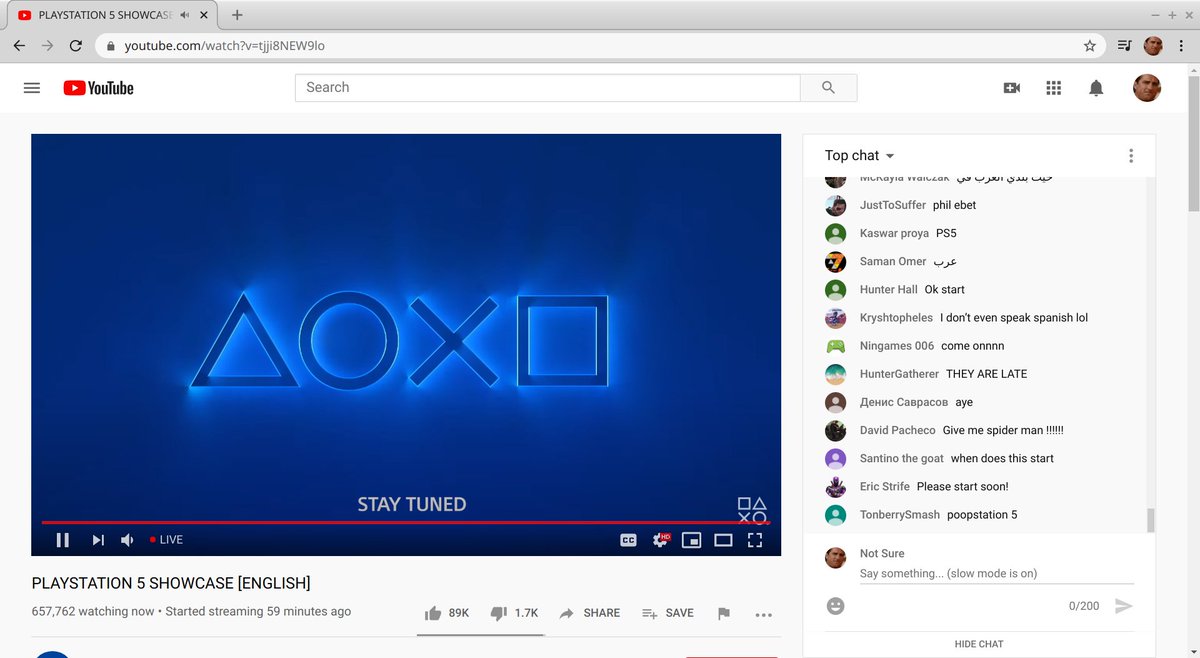 PLAYSTATION 5 SHOWCASE
youtube.com/watch?v=tjji8NEW9lo
YouTube
Search
STAY TUNED
LIVE
CC
HD
PLAYSTATION 5 SHOWCASE [ENGLISH]
657,762 watching now • Started streaming 59 minutes ago
89K
1.7K
SHARE
SAVE
Top chat
McKayla Walczak حيث بلدي العرب في
JustToSuffer phil ebet
Kaswar proya PS5
Saman Omer عرب
Hunter Hall Ok start
Kryshtopheles I don't even speak spanish lol
Ningames 006 come onnnn
HunterGatherer THEY ARE LATE
Денис Саврасов aye
David Pacheco Give me spider man !!!!!!
Santino the goat when does this start
Eric Strife Please start soon!
TonberrySmash poopstation 5
Not Sure
Say something... (slow mode is on)
0/200
HIDE CHAT